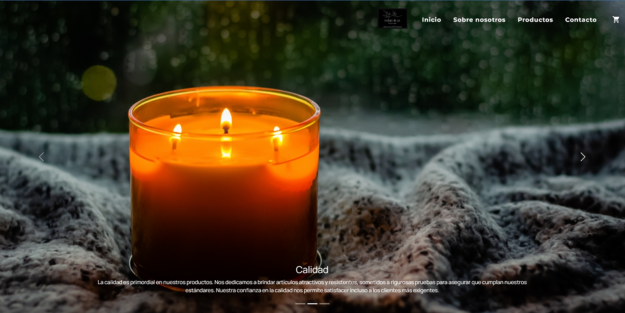 Inicio
Sobre nosotros
Productos
Contacto
Calidad
La calidad es primordial en nuestros productos. Nos dedicamos a brindar artículos atractivos y resistentes, sometidos a rigurosas pruebas para asegurar que cumplan nuestros
estándares. Nuestra confianza en la calidad nos permite satisfacer incluso a los clientes más exigentes.